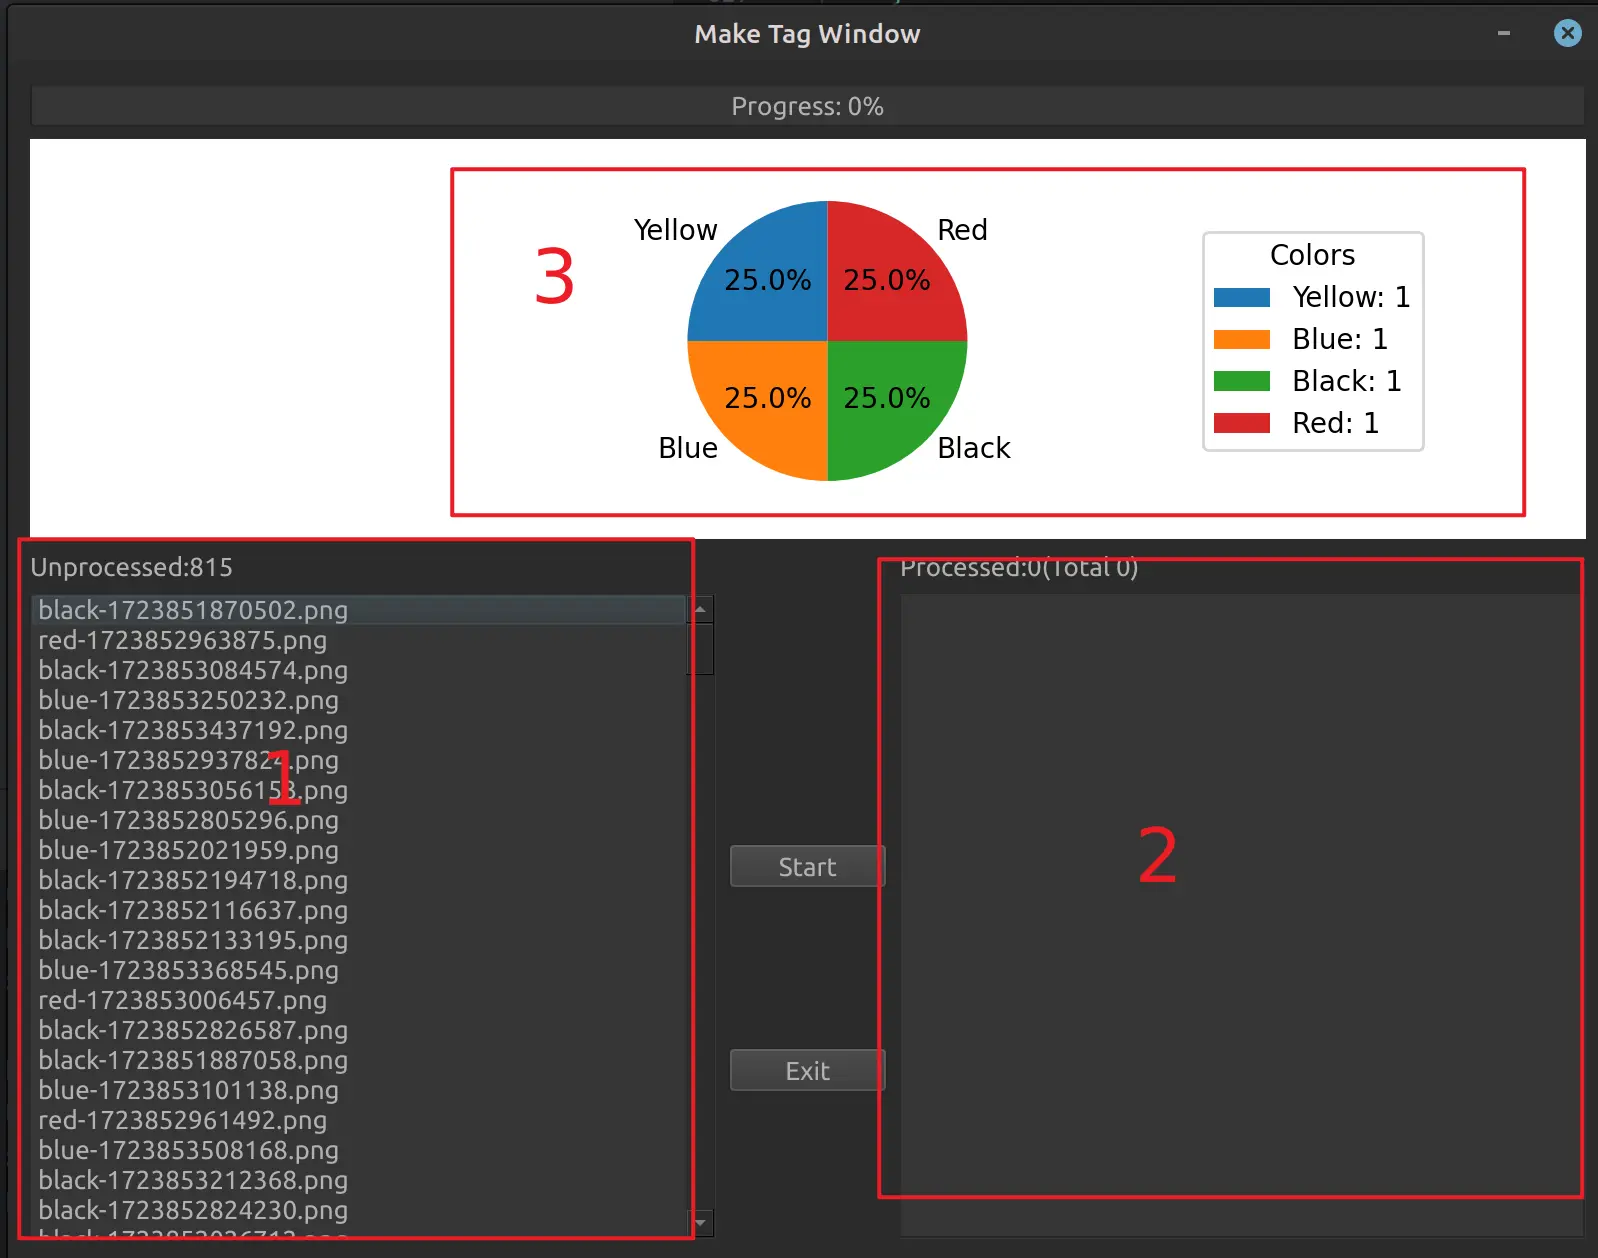 Make Tag Window
Progress: 0%
3
Yellow
Red
25.0%
25.0%
25.0%
25.0%
Blue
Black
Colors
Yellow: 1
Blue: 1
Black: 1
Red: 1
Unprocessed:815
black-1723851870502.png
red-1723852963875.png
black-1723853084574.png
blue-1723853250232.png
black-1723853437192.png
blue-1723852937824.png
black-1723853056153.png
blue-1723852805296.png
blue-1723852021959.png
black-1723852194718.png
black-1723852116637.png
black-1723852133195.png
blue-1723853368545.png
red-1723853006457.png
black-1723852826587.png
black-1723851887058.png
blue-1723853101138.png
red-1723852961492.png
blue-1723853508168.png
black-1723853212368.png
black-1723852824230.png
1
Start
Exit
Processed:0(Total 0)
2